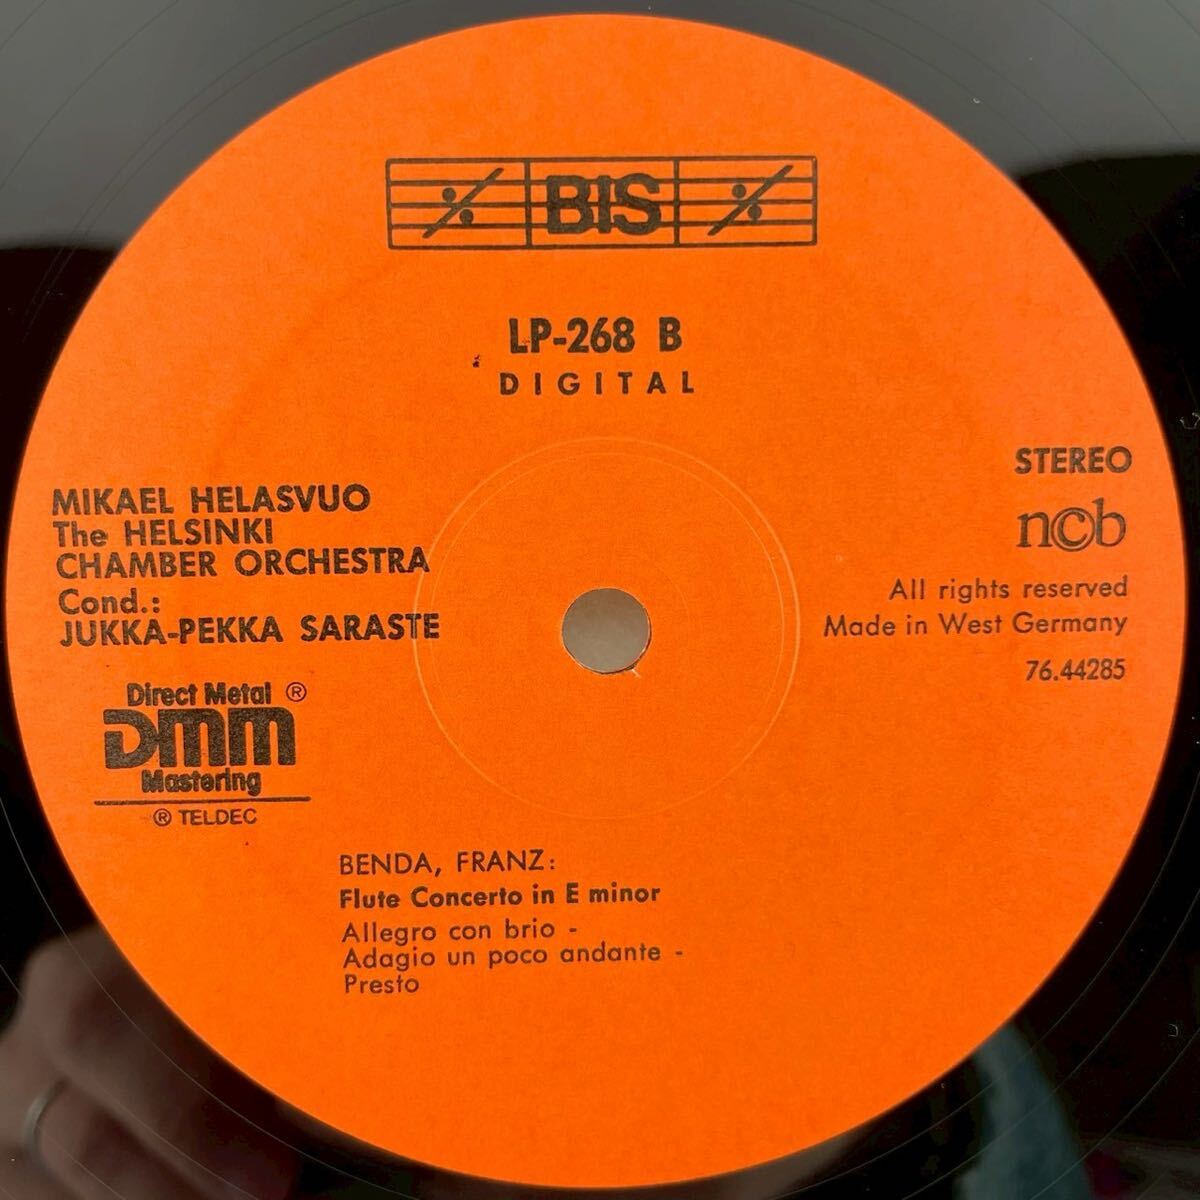 BIS
LP-268 B
DIGITAL
MIKAEL HELASVUO
The HELSINKI
CHAMBER ORCHESTRA
Cond.:
JUKKA-PEKKA SARASTE
STEREO
n©b
All rights reserved
Made in West Germany
76.44285
Direct Metal ®
DMM
Mastering
® TELDEC
BENDA, FRANZ:
Flute Concerto in E minor
Allegro con brio -
Adagio un poco andante -
Presto